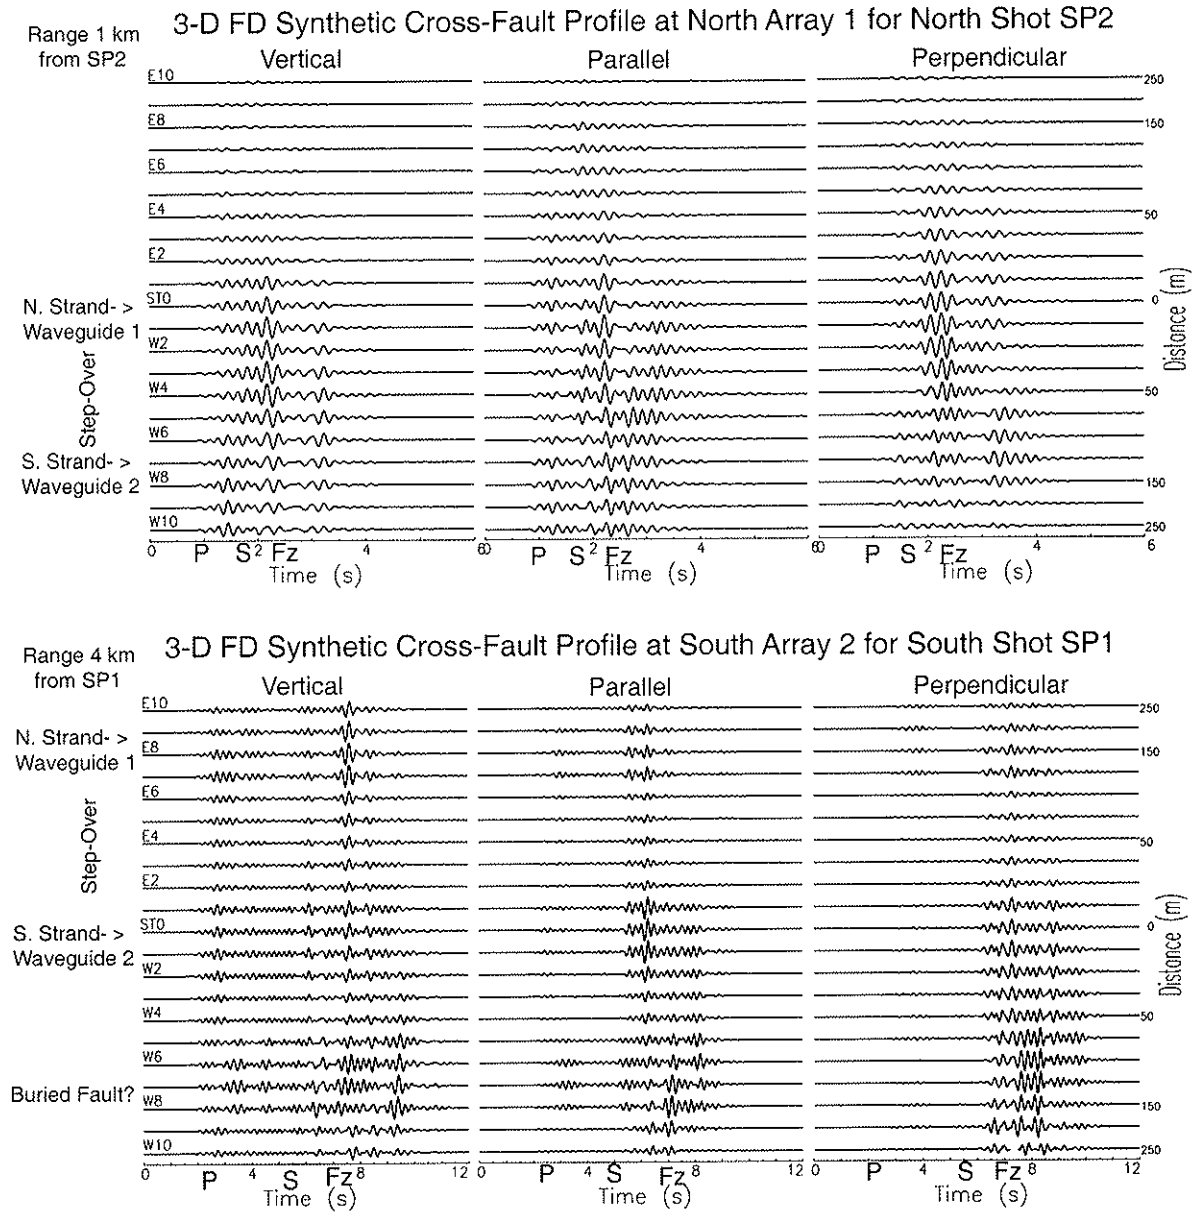 3-D FD Synthetic Cross-Fault Profile at North Array 1 for North Shot SP2
Range 1 km
from SP2
Vertical
Parallel
Perpendicular
E10
E8
E6
E4
E2
ST0
W2
W4
W6
W8
W10
N. Strand- >
Waveguide 1
Step-Over
S. Strand- >
Waveguide 2
250
150
50
0
50
150
250
Distance (m)
0 2 4 6
P S Fz
Time (s)
0 2 4
P S Fz
Time (s)
60 2 4 6
P S Fz
Time (s)
3-D FD Synthetic Cross-Fault Profile at South Array 2 for South Shot SP1
Range 4 km
from SP1
Vertical
Parallel
Perpendicular
E10
E8
E6
E4
E2
ST0
W2
W4
W6
W8
W10
N. Strand- >
Waveguide 1
Step-Over
S. Strand- >
Waveguide 2
Buried Fault?
250
150
50
0
50
150
250
Distance (m)
0 4 8 12
P S Fz
Time (s)
0 4 8 12
P S Fz
Time (s)
0 4 8 12
P S Fz
Time (s)